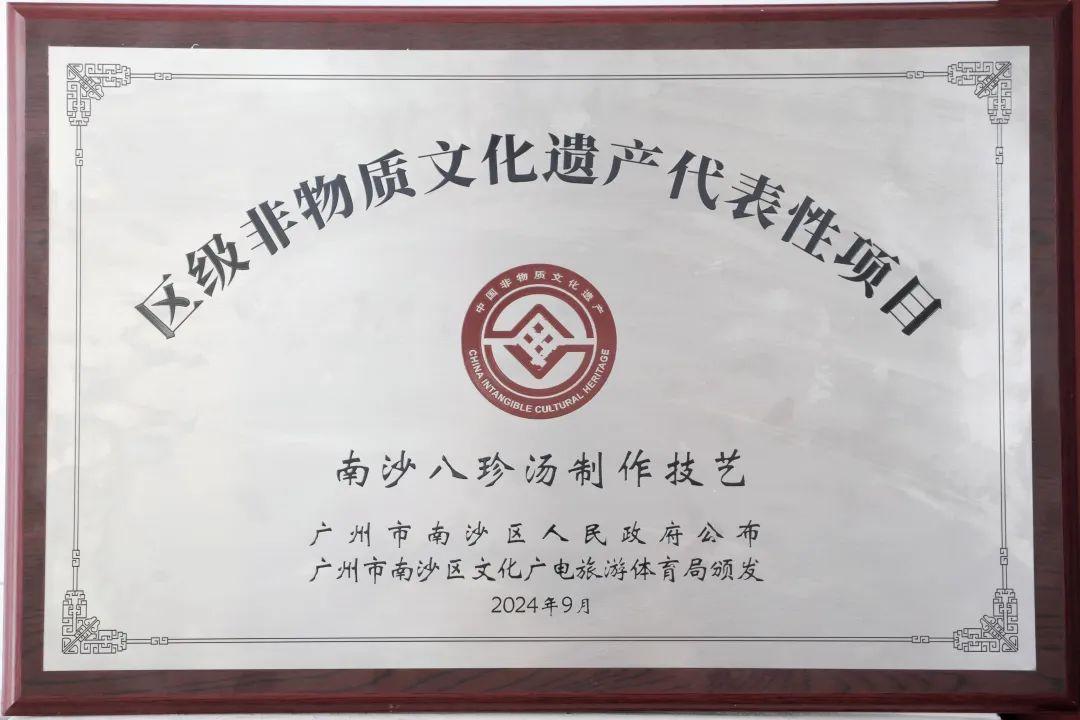 区级非物质文化遗产代表性项目
中国非物质文化遗产
CHINA INTANGIBLE CULTURAL HERITAGE
南沙八珍汤制作技艺
广州市南沙区人民政府公布
广州市南沙区文化广电旅游体育局颁发
2024年9月